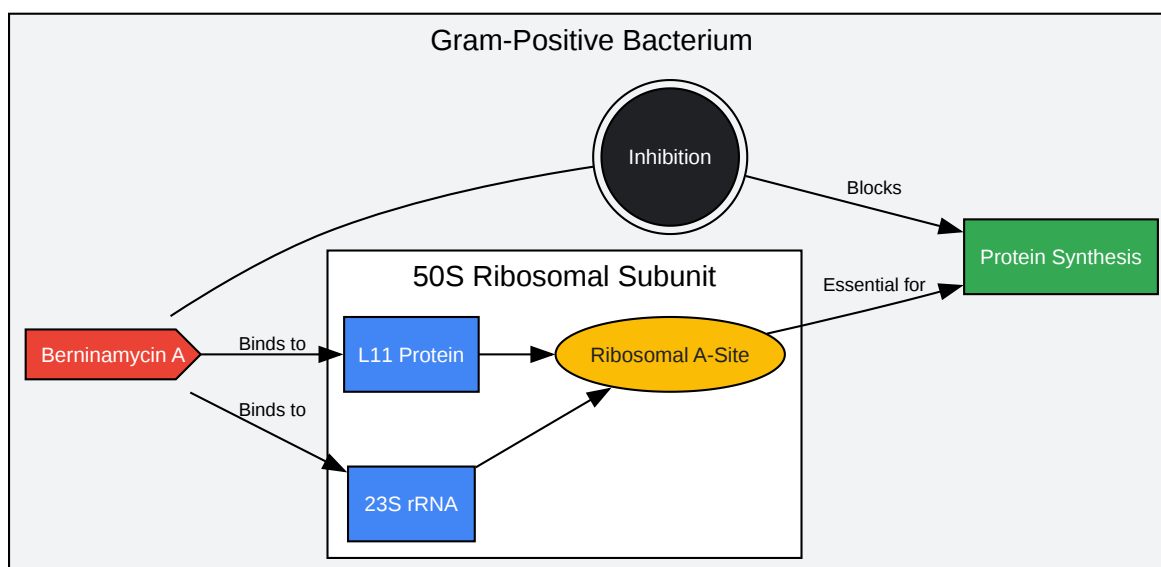 Gram-Positive Bacterium
Inhibition
Blocks
Protein Synthesis
50S Ribosomal Subunit
Essential for
Berninamycin A
Binds to
L11 Protein
Ribosomal A-Site
Binds to
23S rRNA